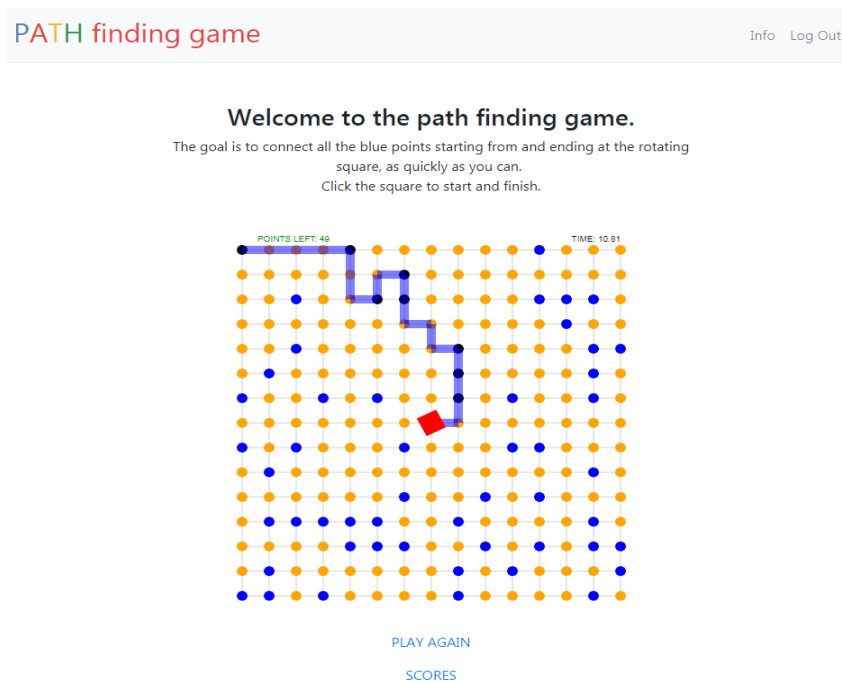 PATH finding game
Info
Log Out
Welcome to the path finding game.
The goal is to connect all the blue points starting from and ending at the rotating
square, as quickly as you can.
Click the square to start and finish.
POINTS LEFT: 49
TIME: 10.81
PLAY AGAIN
SCORES